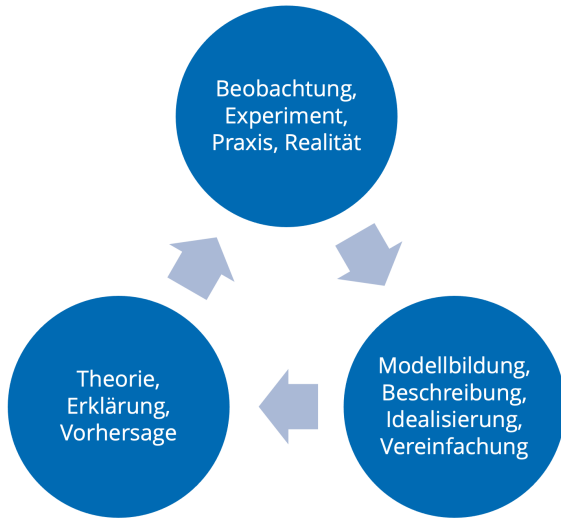 Beobachtung,
Experiment,
Praxis, Realität
Modellbildung,
Beschreibung,
Idealisierung,
Vereinfachung
Theorie,
Erklärung,
Vorhersage